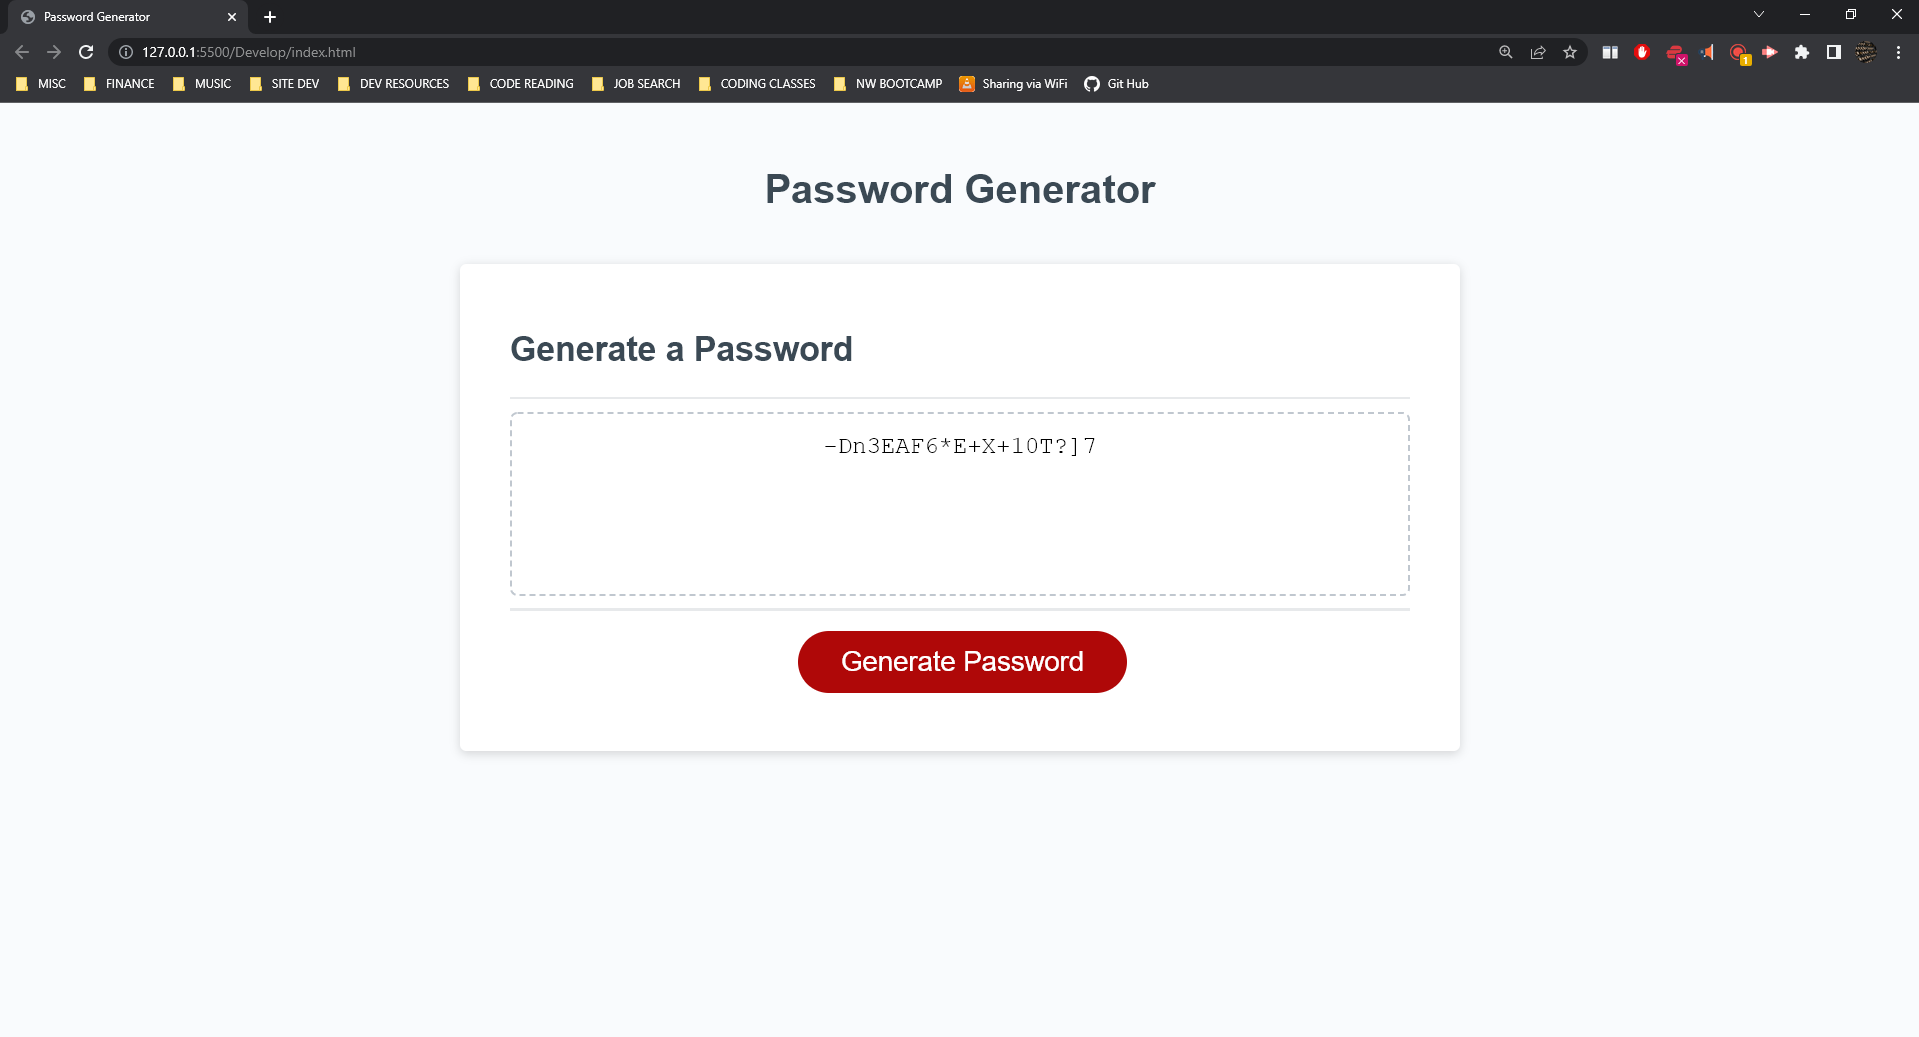 Password Generator
127.0.0.1:5500/Develop/index.html
1
MISC FINANCE MUSIC SITE DEV DEV RESOURCES CODE READING JOB SEARCH CODING CLASSES NW BOOTCAMP Sharing via WiFi Git Hub
Password Generator
Generate a Password
-Dn3EAF6*E+X+10T?]7
Generate Password